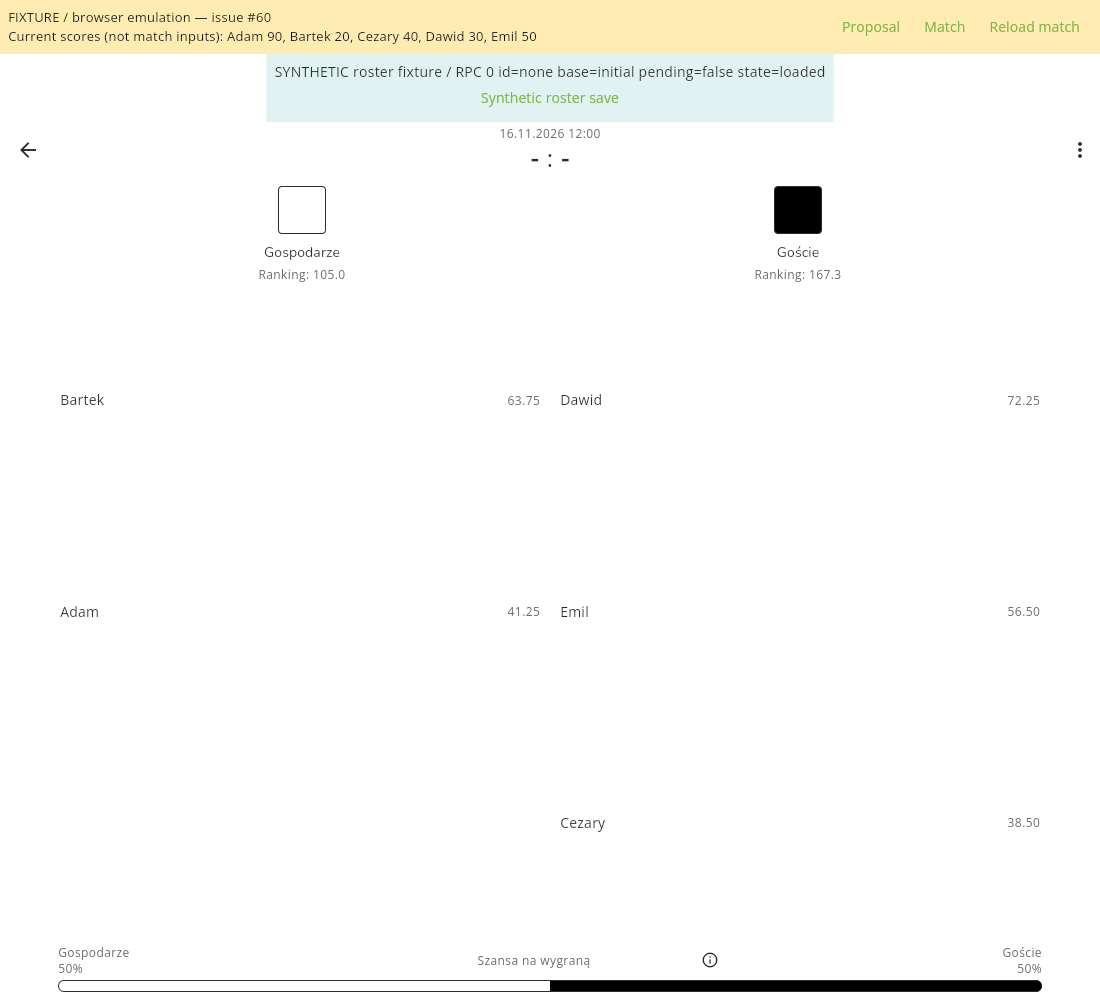 FIXTURE / browser emulation — issue #60
Current scores (not match inputs): Adam 90, Bartek 20, Cezary 40, Dawid 30, Emil 50
Proposal Match Reload match
SYNTHETIC roster fixture / RPC 0 id=none base=initial pending=false state=loaded
Synthetic roster save
16.11.2026 12:00
- : -
Gospodarze Goście
Ranking: 105.0 Ranking: 167.3
Bartek 63.75 Dawid 72.25
Adam 41.25 Emil 56.50
Cezary 38.50
Gospodarze Szansa na wygraną Goście
50% 50%